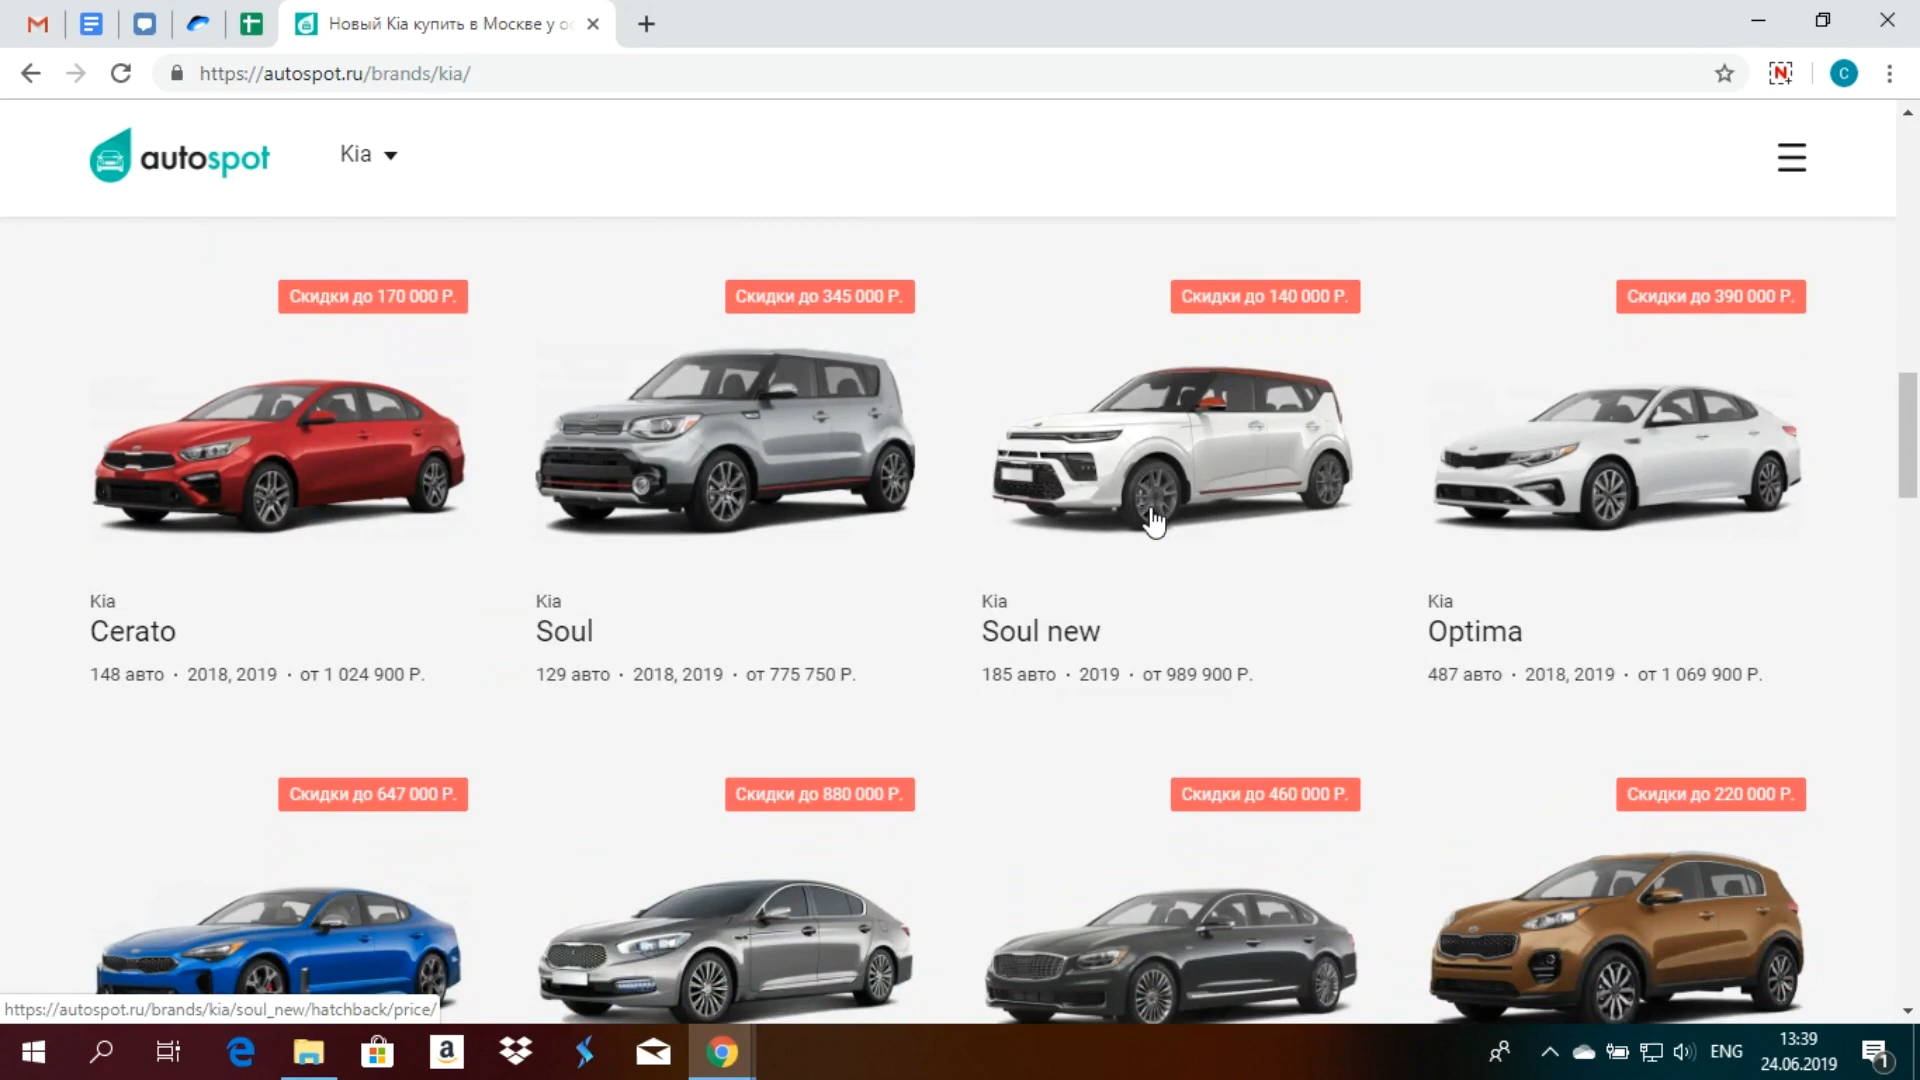 Новый Kia купить в Москве у ос
https://autospot.ru/brands/kia/
C
autospot
Kia
Скидки до 170 000 Р.
Скидки до 345 000 Р.
Скидки до 140 000 Р.
Скидки до 390 000 Р.
Kia
Cerato
148 авто · 2018, 2019 · от 1 024 900 Р.
Kia
Soul
129 авто · 2018, 2019 · от 775 750 Р.
Kia
Soul new
185 авто · 2019 · от 989 900 Р.
Kia
Optima
487 авто · 2018, 2019 · от 1 069 900 Р.
Скидки до 647 000 Р.
Скидки до 880 000 Р.
Скидки до 460 000 Р.
Скидки до 220 000 Р.
https://autospot.ru/brands/kia/soul_new/hatchback/price/
ENG
13:39
24.06.2019
1